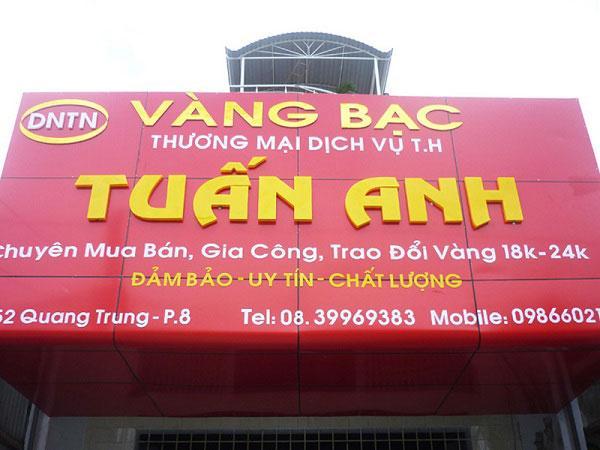 DNTN
VÀNG BẠC
THƯƠNG MẠI DỊCH VỤ T.H
TUẤN ANH
Chuyên Mua Bán, Gia Công, Trao Đổi Vàng 18k-24k
ĐẢM BẢO - UY TÍN - CHẤT LƯỢNG
52 Quang Trung - P.8 Tel: 08.39969383 Mobile: